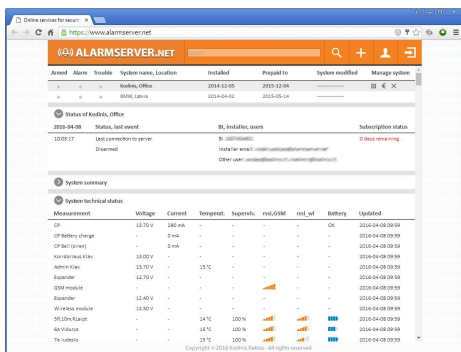 Online services for securit
https://www.alarmserver.net
ALARMSERVER.NET
Armed Alarm Trouble System name, Location Installed Prepaid to System modified Manage system
Kodinis, Office 2014-12-05 2015-12-04
BMW, Latvia 2014-04-02 2015-05-14
Status of Kodinis, Office
2016-04-08 Status, last event BI, installer, users Subscription status
10:03:17 Last connection to server BI 0 days remaining
Disarmed Installer email:
Other user:
System summary
System technical status
Measurement Voltage Current Temperat. Supervis. rssi,GSM rssi_wl Battery Updated
CP 13.70 V 290 mA - - - - OK 2016-04-08 09:59
CP Battery charge - 0 mA - - - - - 2016-04-08 09:59
CP Bell (siren) - 0 mA - - - - - 2016-04-08 09:59
Koridoriaus Klav 13.00 V - - - - - - 2016-04-08 09:59
Admin Klav 13.70 V - 15 °C - - - - 2016-04-08 09:59
Expander 12.70 V - - - - - - 2016-04-08 09:59
GSM module - - - - - - 2016-04-08 09:59
Expander 12.40 V - - - - - - 2016-04-08 09:59
Wireless module 13.50 V - - - - - - 2016-04-08 09:59
- - 14 °C 100 % 2016-04-08 09:59
6a Vidurys - - 15 °C 100 % - 2016-04-08 09:59
- - 15 °C 100 % 2016-04-08 09:59
Copyright © 2016 Kodinis Raktas - All rights reserved